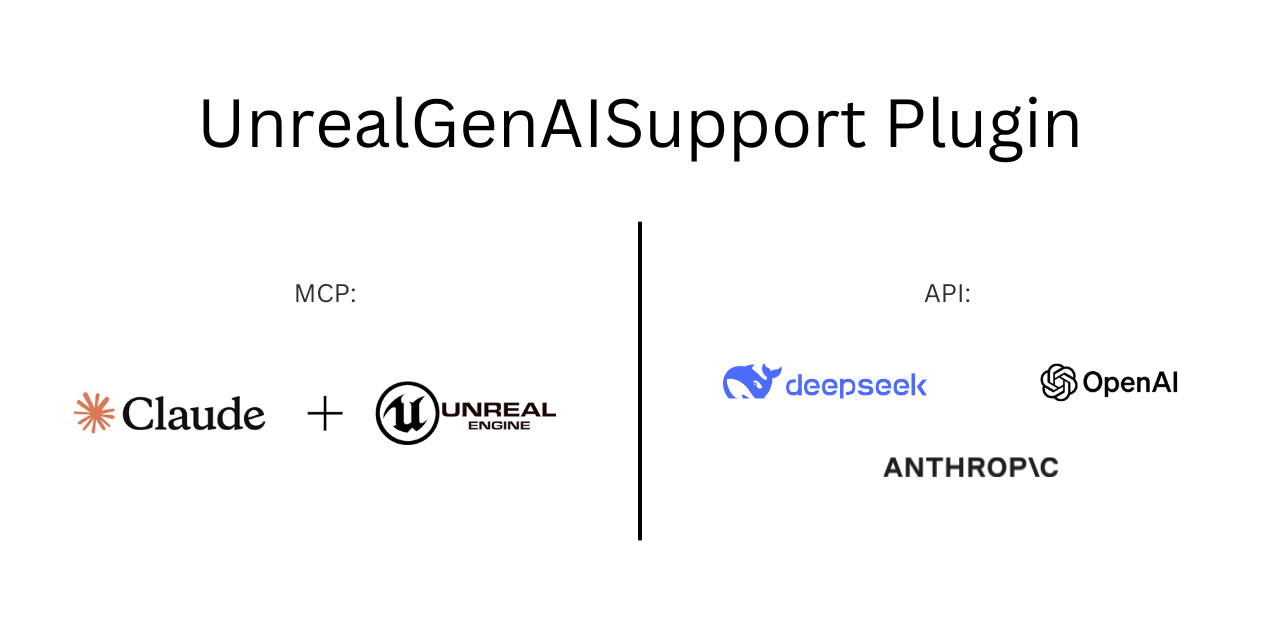 UnrealGenAISupport Plugin
MCP:
Claude
+
UNREAL
ENGINE
API:
deepseek
OpenAI
ANTHROP\C